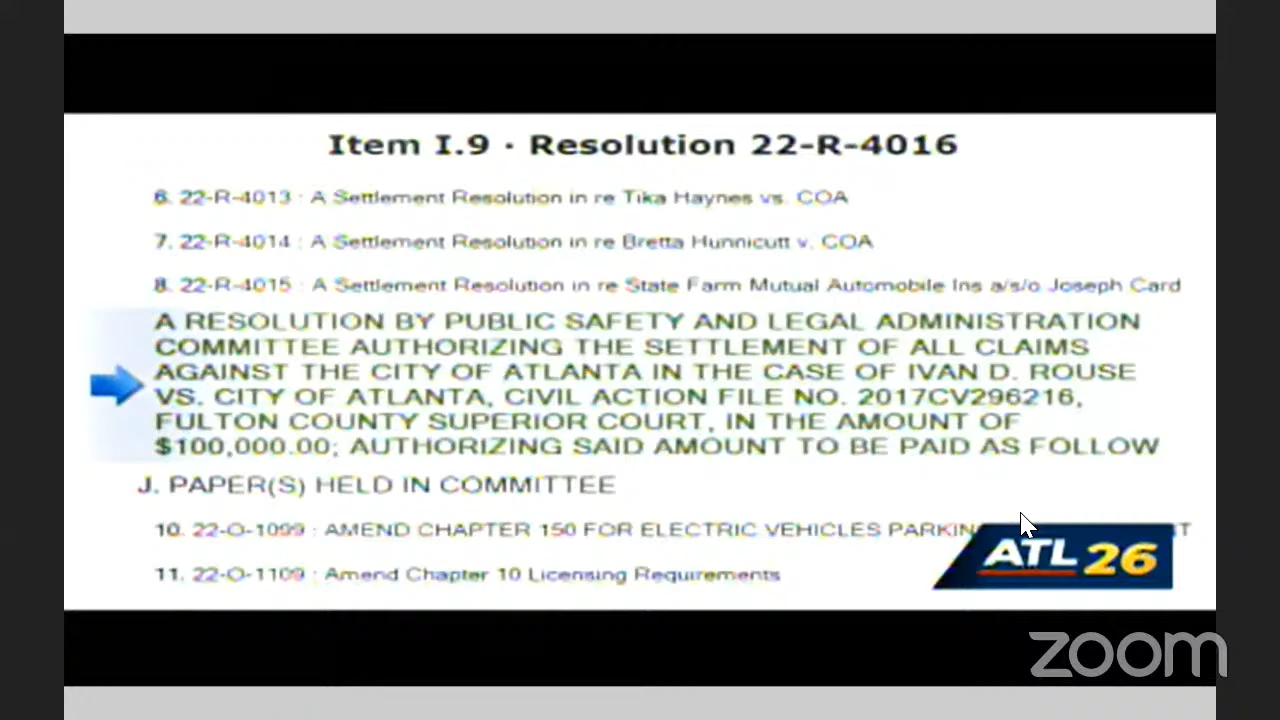 Item I.9 · Resolution 22-R-4016
6. 22-R-4013 : A Settlement Resolution in re Tika Haynes vs. COA
7. 22-R-4014 : A Settlement Resolution in re Bretta Hunnicutt v. COA
8. 22-R-4015 : A Settlement Resolution in re State Farm Mutual Automobile Ins a/s/o Joseph Card
A RESOLUTION BY PUBLIC SAFETY AND LEGAL ADMINISTRATION
COMMITTEE AUTHORIZING THE SETTLEMENT OF ALL CLAIMS
AGAINST THE CITY OF ATLANTA IN THE CASE OF IVAN D. ROUSE
VS. CITY OF ATLANTA, CIVIL ACTION FILE NO. 2017CV296216,
FULTON COUNTY SUPERIOR COURT, IN THE AMOUNT OF
$100,000.00; AUTHORIZING SAID AMOUNT TO BE PAID AS FOLLOW
J. PAPER(S) HELD IN COMMITTEE
10. 22-O-1099 : AMEND CHAPTER 150 FOR ELECTRIC VEHICLES
11. 22-O-1109 : Amend Chapter 10 Licensing Requirements
ATL 26
zoom